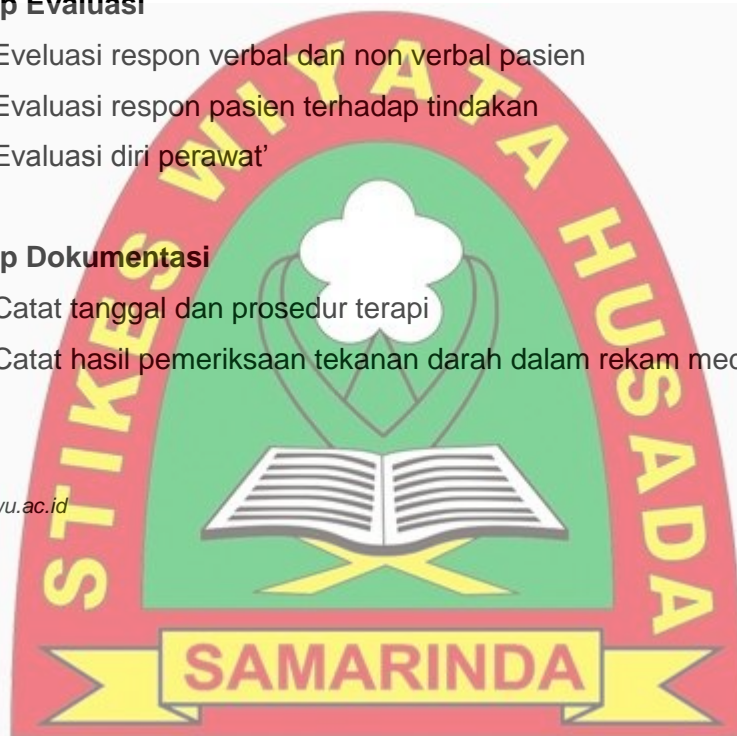 p Evaluasi
Eveluasi respon verbal dan non verbal pasien
Evaluasi respon pasien terhadap tindakan
Evaluasi diri perawat’
p Dokumentasi
Catat tanggal dan prosedur terapi
Catat hasil pemeriksaan tekanan darah dalam rekam med
wu.ac.id
STIKES WIYATA HUSADA
SAMARINDA